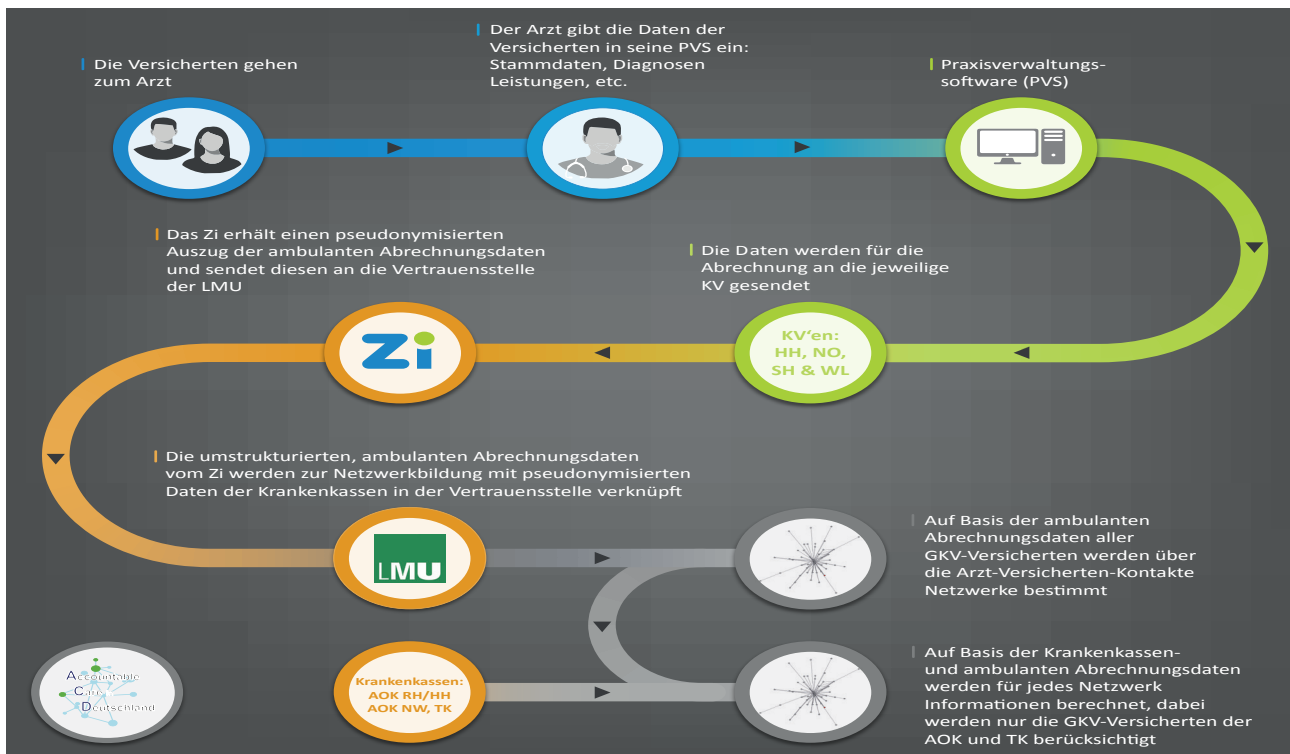 Die Versicherten gehen
zum Arzt
Der Arzt gibt die Daten der
Versicherten in seine PVS ein:
Stammdaten, Diagnosen
Leistungen, etc.
Praxisverwaltungs-
software (PVS)
Das Zi erhält einen pseudonymisierten
Auszug der ambulanten Abrechnungsdaten
und sendet diesen an die Vertrauensstelle
der LMU
Die Daten werden für die
Abrechnung an die jeweilige
KV gesendet
Zi
KV‘en:
HH, NO,
SH & WL
Die umstrukturierten, ambulanten Abrechnungsdaten
vom Zi werden zur Netzwerkbildung mit pseudonymisierten
Daten der Krankenkassen in der Vertrauensstelle verknüpft
LMU
Auf Basis der ambulanten
Abrechnungsdaten aller
GKV-Versicherten werden über
die Arzt-Versicherten-Kontakte
Netzwerke bestimmt
Accountable
Care
Deutschland
Krankenkassen:
AOK RH/HH
AOK NW, TK
Auf Basis der Krankenkassen-
und ambulanten Abrechnungsdaten
werden für jedes Netzwerk
Informationen berechnet, dabei
werden nur die GKV-Versicherten der
AOK und TK berücksichtigt